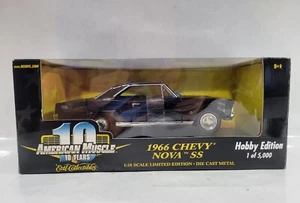 10
AMERICAN MUSCLE
10 YEARS
Ertl Collectibles
1966 CHEVY
NOVA™ SS
1:18 SCALE LIMITED EDITION · DIE CAST METAL
Hobby Edition
1 of 5,000